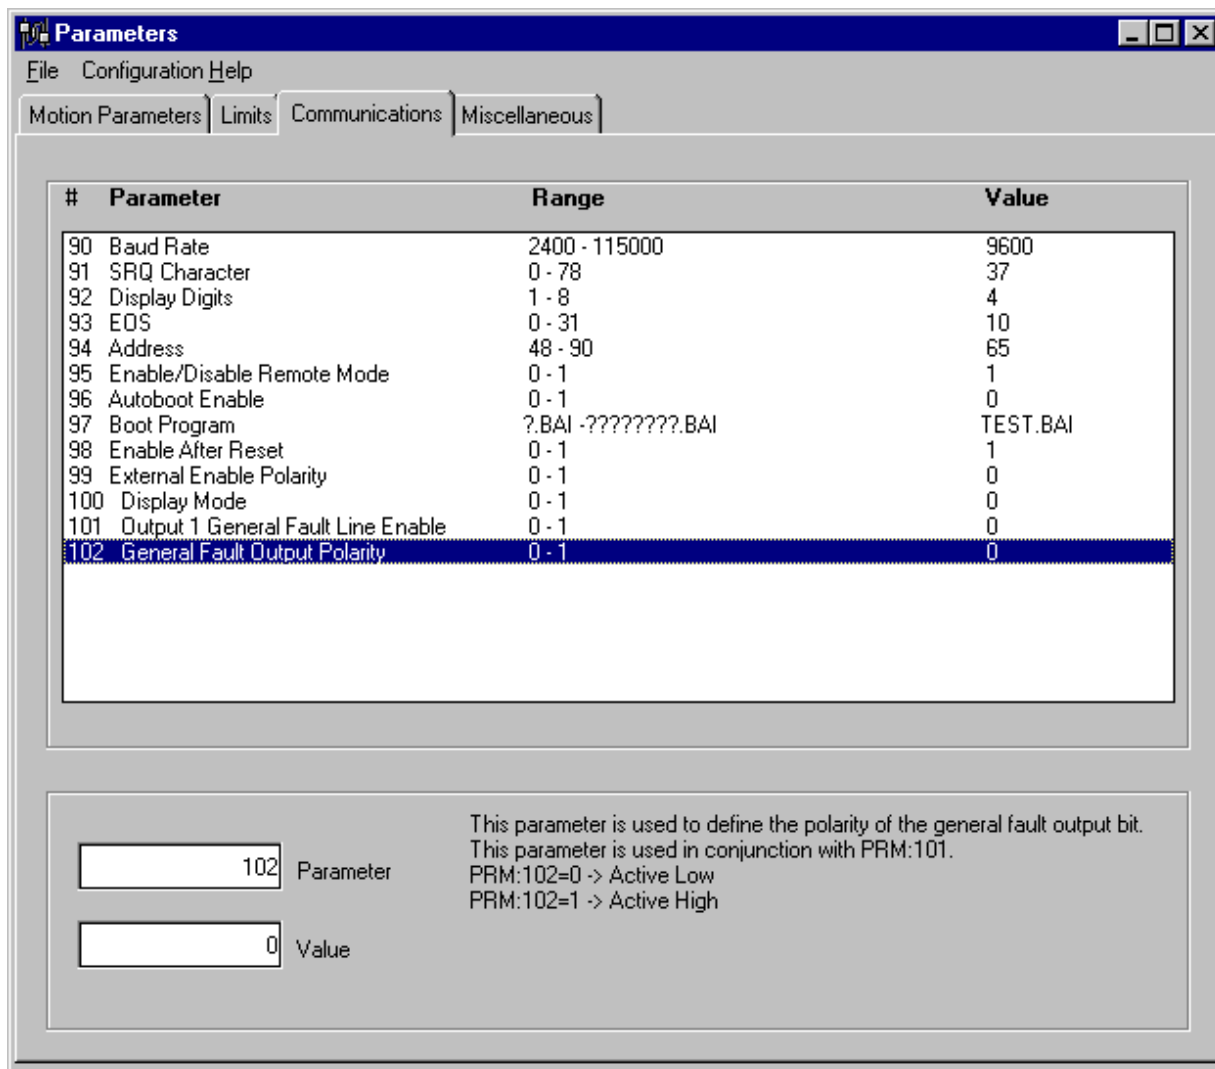 Parameters
File Configuration Help
Motion Parameters Limits Communications Miscellaneous
# Parameter Range Value
90 Baud Rate 2400 - 115000 9600
91 SRQ Character 0 - 78 37
92 Display Digits 1 - 8 4
93 EOS 0 - 31 10
94 Address 48 - 90 65
95 Enable/Disable Remote Mode 0 - 1 1
96 Autoboot Enable 0 - 1 0
97 Boot Program ?.BAI -????????.BAI TEST.BAI
98 Enable After Reset 0 - 1 1
99 External Enable Polarity 0 - 1 0
100 Display Mode 0 - 1 0
101 Output 1 General Fault Line Enable 0 - 1 0
102 General Fault Output Polarity 0 - 1 0
This parameter is used to define the polarity of the general fault output bit.
This parameter is used in conjunction with PRM:101.
PRM:102=0 -> Active Low
PRM:102=1 -> Active High
102 Parameter
0 Value